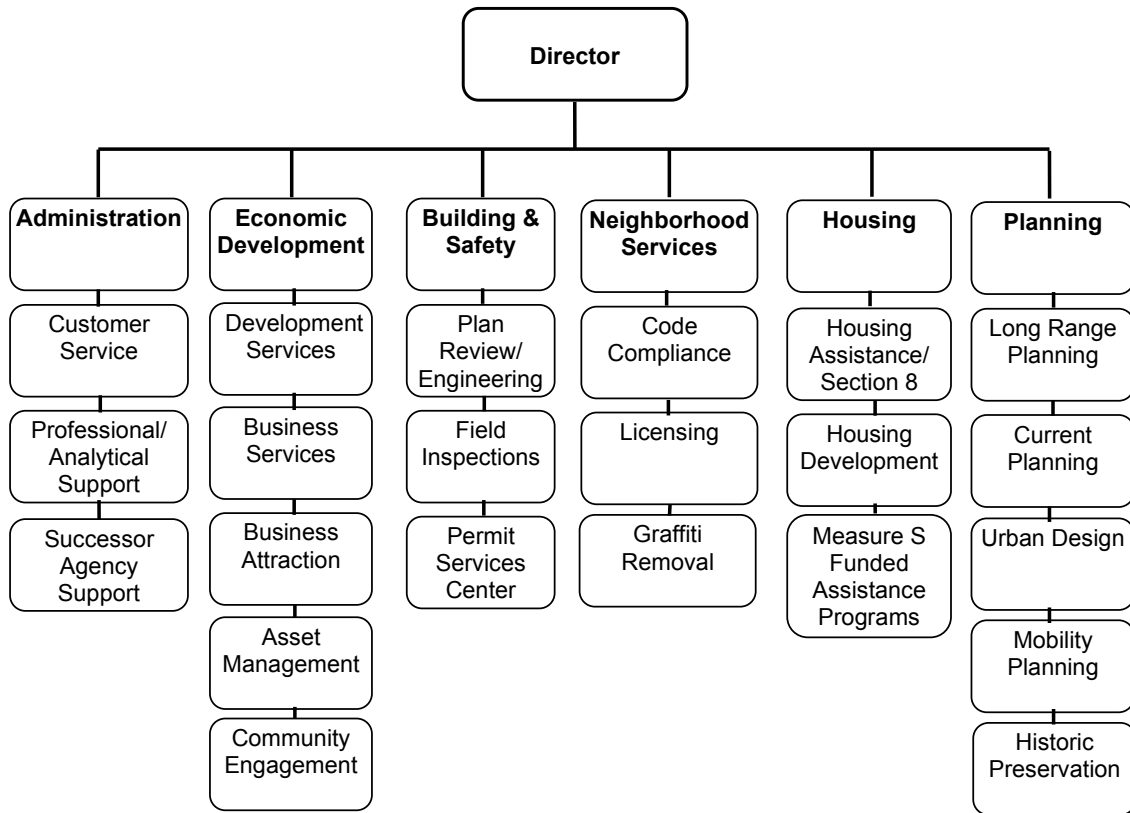 Director
Administration
Customer
Service
Professional/
Analytical
Support
Successor
Agency
Support
Economic
Development
Development
Services
Business
Services
Business
Attraction
Asset
Management
Community
Engagement
Building &
Safety
Plan
Review/
Engineering
Field
Inspections
Permit
Services
Center
Neighborhood
Services
Code
Compliance
Licensing
Graffiti
Removal
Housing
Housing
Assistance/
Section 8
Housing
Development
Measure S
Funded
Assistance
Programs
Planning
Long Range
Planning
Current
Planning
Urban Design
Mobility
Planning
Historic
Preservation